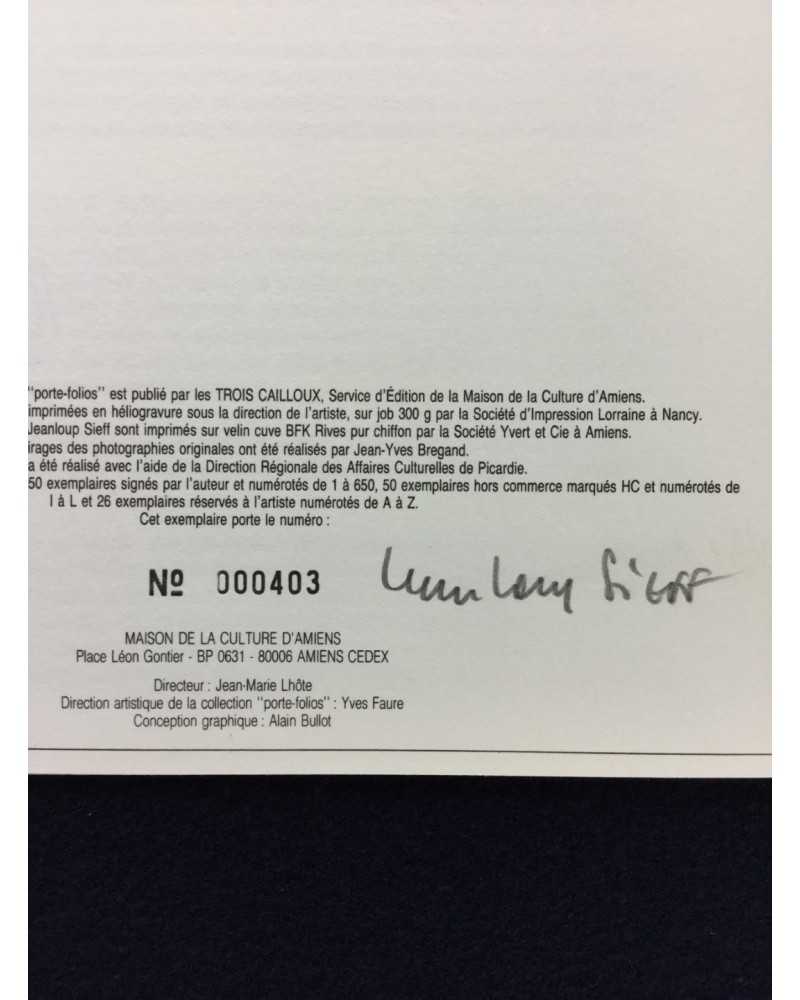 "porte-folios" est publié par les TROIS CAILLOUX, Service d'Édition de la Maison de la Culture d'Amiens.
imprimées en héliogravure sous la direction de l'artiste, sur job 300 g par la Société d'Impression Lorraine à Nancy.
Jeanloup Sieff sont imprimés sur velin cuve BFK Rives pur chiffon par la Société Yvert et Cie à Amiens.
irages des photographies originales ont été réalisés par Jean-Yves Bregand.
a été réalisé avec l'aide de la Direction Régionale des Affaires Culturelles de Picardie.
50 exemplaires signés par l'auteur et numérotés de 1 à 650, 50 exemplaires hors commerce marqués HC et numérotés de
I à L et 26 exemplaires réservés à l'artiste numérotés de A à Z.
Cet exemplaire porte le numéro :
Nº 000403 Jeanloup Sieff
MAISON DE LA CULTURE D'AMIENS
Place Léon Gontier - BP 0631 - 80006 AMIENS CEDEX
Directeur : Jean-Marie Lhôte
Direction artistique de la collection "porte-folios" : Yves Faure
Conception graphique : Alain Bullot